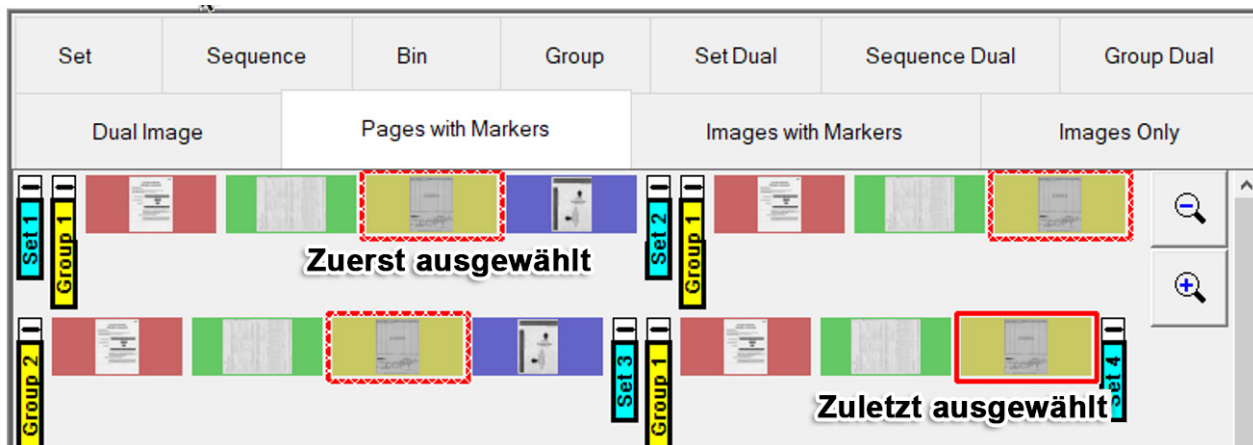 Set Sequence Bin Group Set Dual Sequence Dual Group Dual
Dual Image Pages with Markers Images with Markers Images Only
Set 1 Group 1 Set 2 Group 1
Zuerst ausgewählt
Group 2 Set 3 Group 1 Set 4
Zuletzt ausgewählt